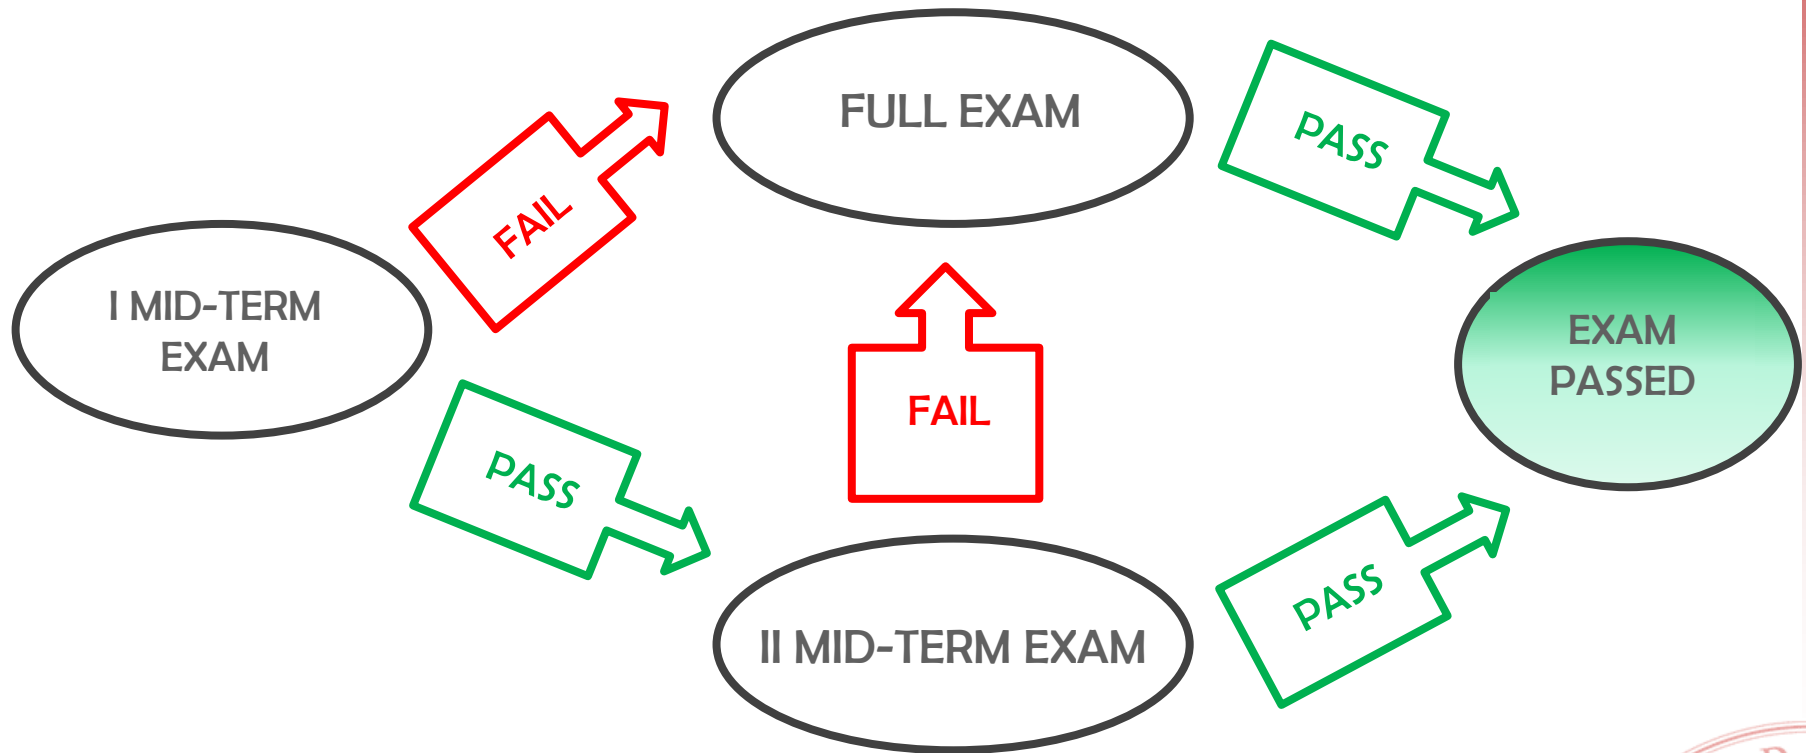 FULL EXAM
PASS
FAIL
I MID-TERM
EXAM
EXAM
PASSED
FAIL
PASS
PASS
II MID-TERM EXAM